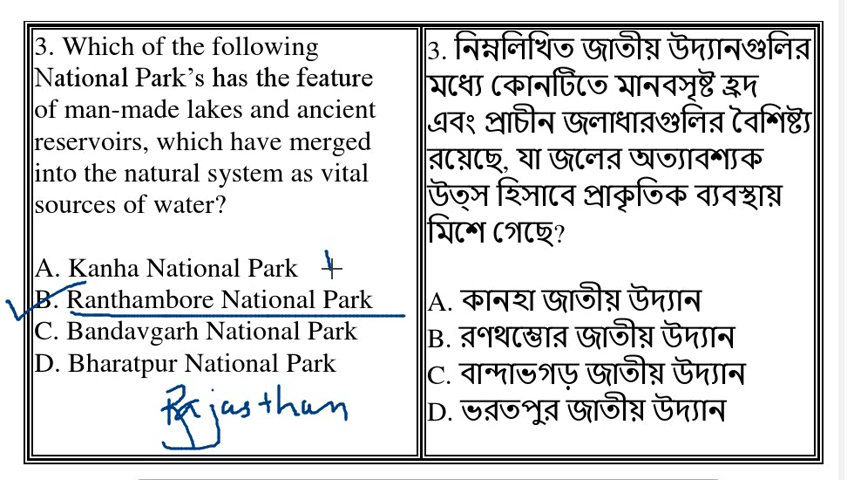 3. Which of the following
National Park's has the feature
of man-made lakes and ancient
reservoirs, which have merged
into the natural system as vital
sources of water?
A. Kanha National Park
B. Ranthambore National Park
C. Bandavgarh National Park
D. Bharatpur National Park
Rajasthan
3. নিম্নলিখিত জাতীয় উদ্যানগুলির
মধ্যে কোনটিতে মানবসৃষ্ট হ্রদ
এবং প্রাচীন জলাধারগুলির বৈশিষ্ট্য
রয়েছে, যা জলের অত্যাবশ্যক
উত্স হিসাবে প্রাকৃতিক ব্যবস্থায়
মিশে গেছে?
A. কানহা জাতীয় উদ্যান
B. রণথম্ভোর জাতীয় উদ্যান
C. বান্দাভগড় জাতীয় উদ্যান
D. ভরতপুর জাতীয় উদ্যান